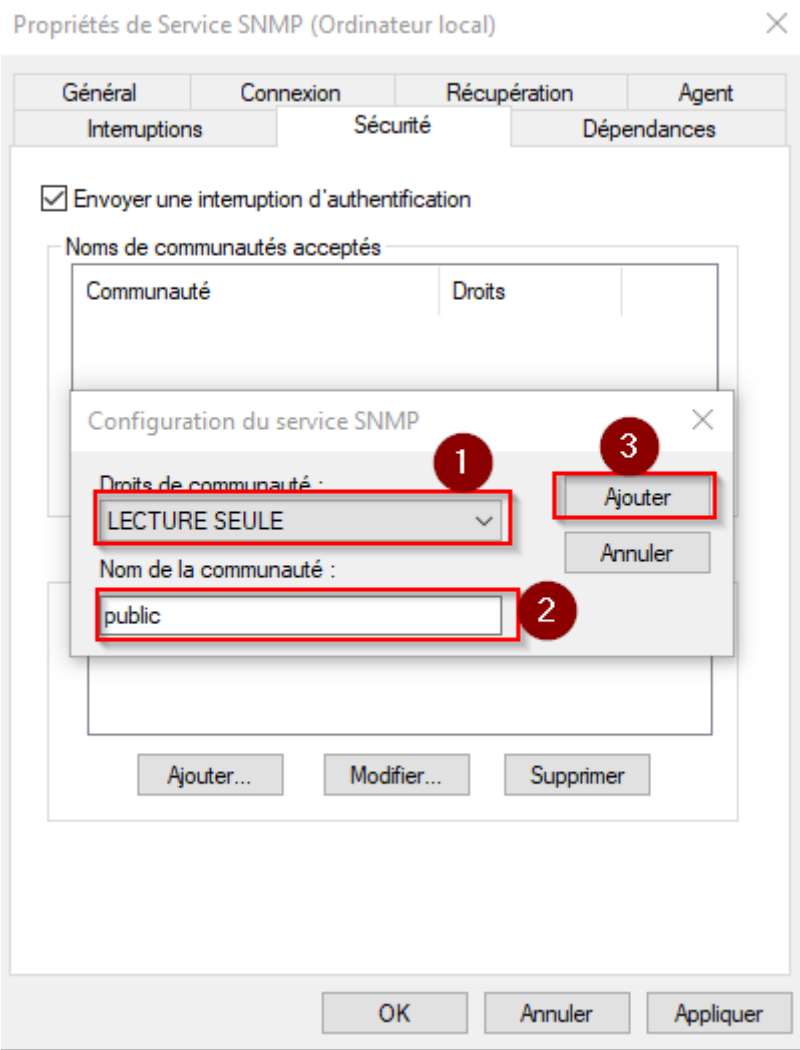 Propriétés de Service SNMP (Ordinateur local)
Général Connexion Récupération Agent
Interruptions Sécurité Dépendances
Envoyer une interruption d'authentification
Noms de communautés acceptés
Communauté Droits
Configuration du service SNMP
1
3
Droits de communauté :
LECTURE SEULE
Ajouter
Annuler
Nom de la communauté :
public
2
Ajouter... Modifier... Supprimer
OK Annuler Appliquer